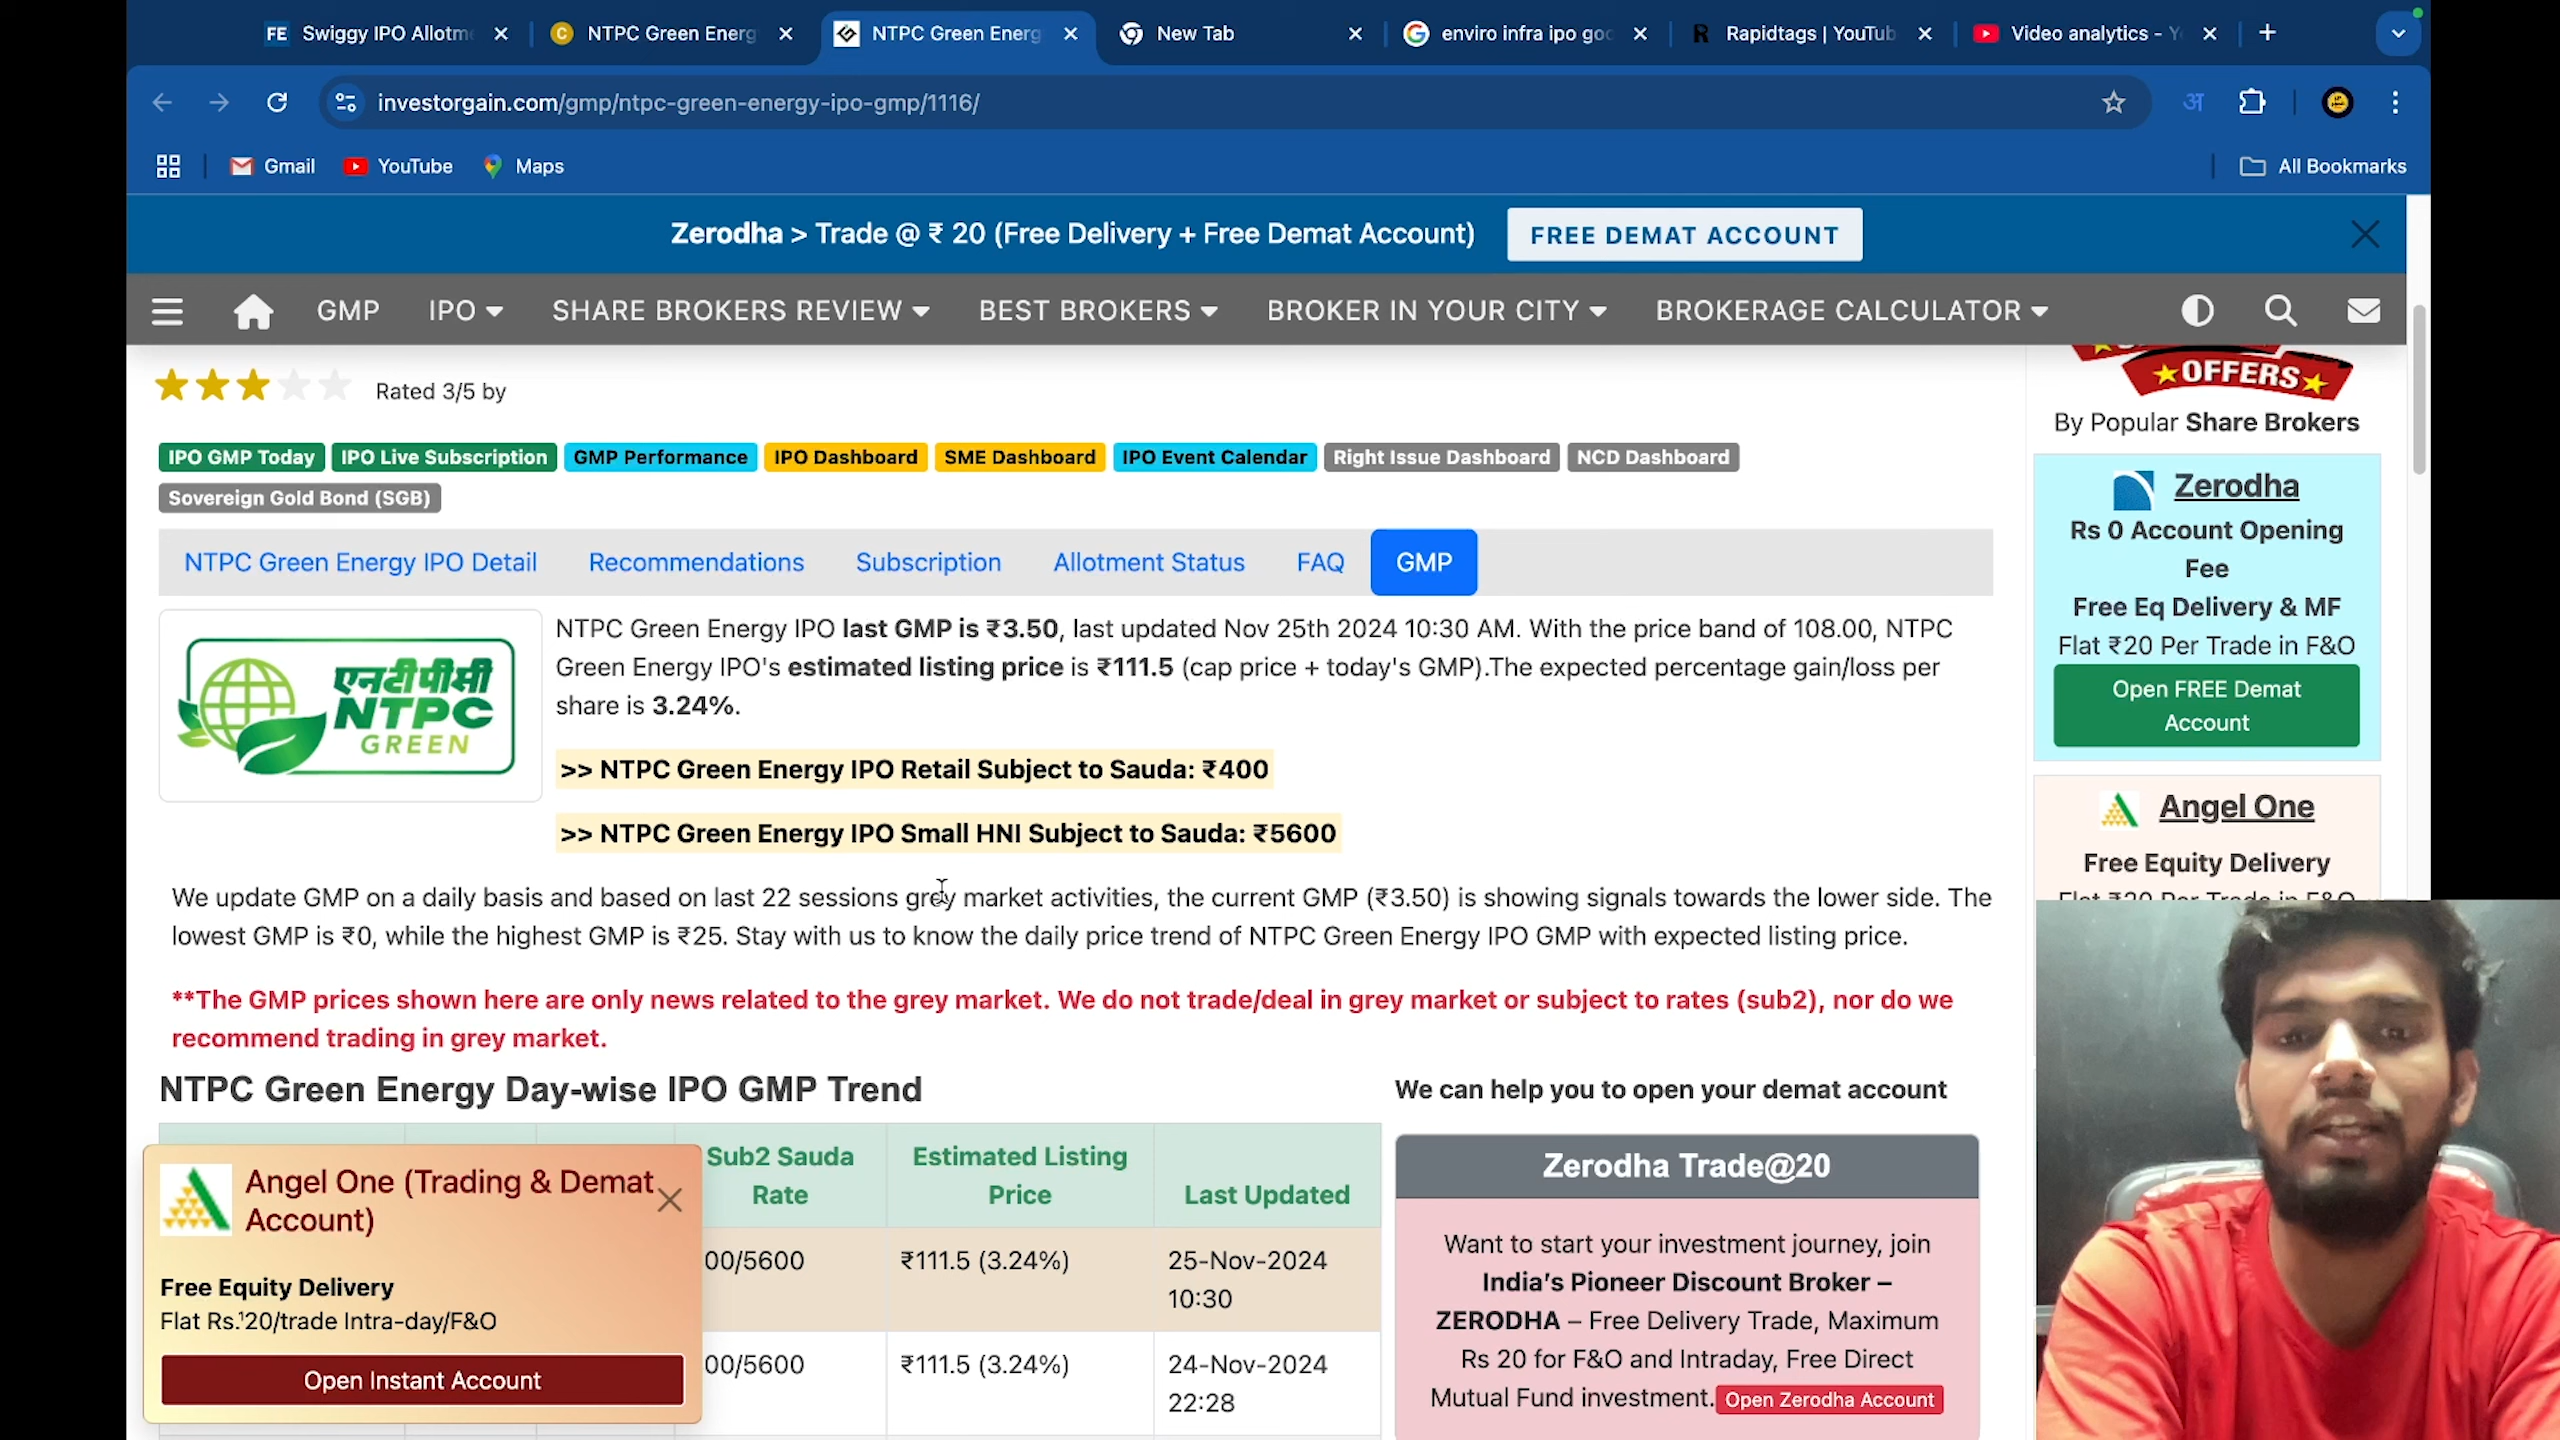 FE Swiggy IPO Allotm
NTPC Green Energ
NTPC Green Energ
New Tab
enviro infra ipo goo
R Rapidtags | YouTub
Video analytics - Y
investorgain.com/gmp/ntpc-green-energy-ipo-gmp/1116/
अ
Gmail
YouTube
Maps
All Bookmarks
Zerodha > Trade @ ₹ 20 (Free Delivery + Free Demat Account)
FREE DEMAT ACCOUNT
GMP
IPO
SHARE BROKERS REVIEW
BEST BROKERS
BROKER IN YOUR CITY
BROKERAGE CALCULATOR
Rated 3/5 by
IPO GMP Today
IPO Live Subscription
GMP Performance
IPO Dashboard
SME Dashboard
IPO Event Calendar
Right Issue Dashboard
NCD Dashboard
Sovereign Gold Bond (SGB)
NTPC Green Energy IPO Detail
Recommendations
Subscription
Allotment Status
FAQ
GMP
एनटीपीसी
NTPC
GREEN
NTPC Green Energy IPO last GMP is ₹3.50, last updated Nov 25th 2024 10:30 AM. With the price band of 108.00, NTPC
Green Energy IPO's estimated listing price is ₹111.5 (cap price + today's GMP).The expected percentage gain/loss per
share is 3.24%.
>> NTPC Green Energy IPO Retail Subject to Sauda: ₹400
>> NTPC Green Energy IPO Small HNI Subject to Sauda: ₹5600
We update GMP on a daily basis and based on last 22 sessions grey market activities, the current GMP (₹3.50) is showing signals towards the lower side. The
lowest GMP is ₹0, while the highest GMP is ₹25. Stay with us to know the daily price trend of NTPC Green Energy IPO GMP with expected listing price.
**The GMP prices shown here are only news related to the grey market. We do not trade/deal in grey market or subject to rates (sub2), nor do we
recommend trading in grey market.
NTPC Green Energy Day-wise IPO GMP Trend
Sub2 Sauda
Rate
Estimated Listing
Price
Last Updated
00/5600
₹111.5 (3.24%)
25-Nov-2024
10:30
00/5600
₹111.5 (3.24%)
24-Nov-2024
22:28
Angel One (Trading & Demat
Account)
Free Equity Delivery
Flat Rs. 20/trade Intra-day/F&O
Open Instant Account
We can help you to open your demat account
Zerodha Trade@20
Want to start your investment journey, join
India's Pioneer Discount Broker –
ZERODHA – Free Delivery Trade, Maximum
Rs 20 for F&O and Intraday, Free Direct
Mutual Fund investment. Open Zerodha Account
OFFERS
By Popular Share Brokers
Zerodha
Rs 0 Account Opening
Fee
Free Eq Delivery & MF
Flat ₹20 Per Trade in F&O
Open FREE Demat
Account
Angel One
Free Equity Delivery
Flat ₹20 Per Trade in F&O